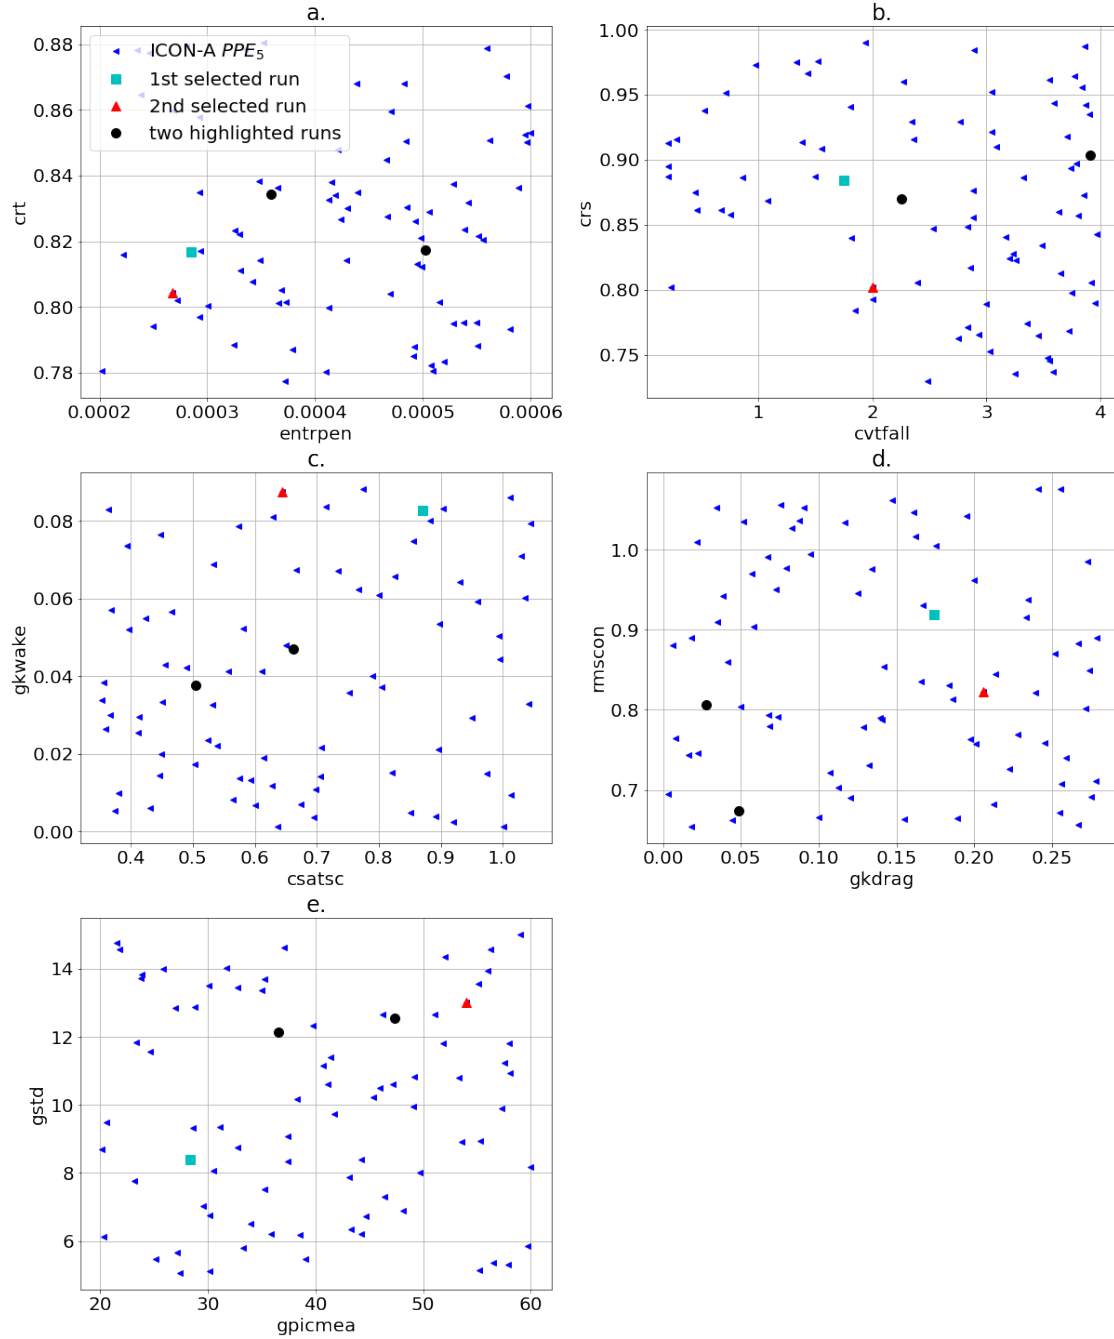 a.
0.88
0.86
0.84
0.82
0.80
0.78
crt
ICON-A PPE5
1st selected run
2nd selected run
two highlighted runs
0.0002 0.0003 0.0004 0.0005 0.0006
entrpen
b.
1.00
0.95
0.90
0.85
0.80
0.75
crs
1 2 3 4
cvtfall
c.
0.08
0.06
0.04
0.02
0.00
gkwake
0.4 0.5 0.6 0.7 0.8 0.9 1.0
csatsc
d.
1.0
0.9
0.8
0.7
rmscon
0.00 0.05 0.10 0.15 0.20 0.25
gkdrag
e.
14
12
10
8
6
gstd
20 30 40 50 60
gpicmea